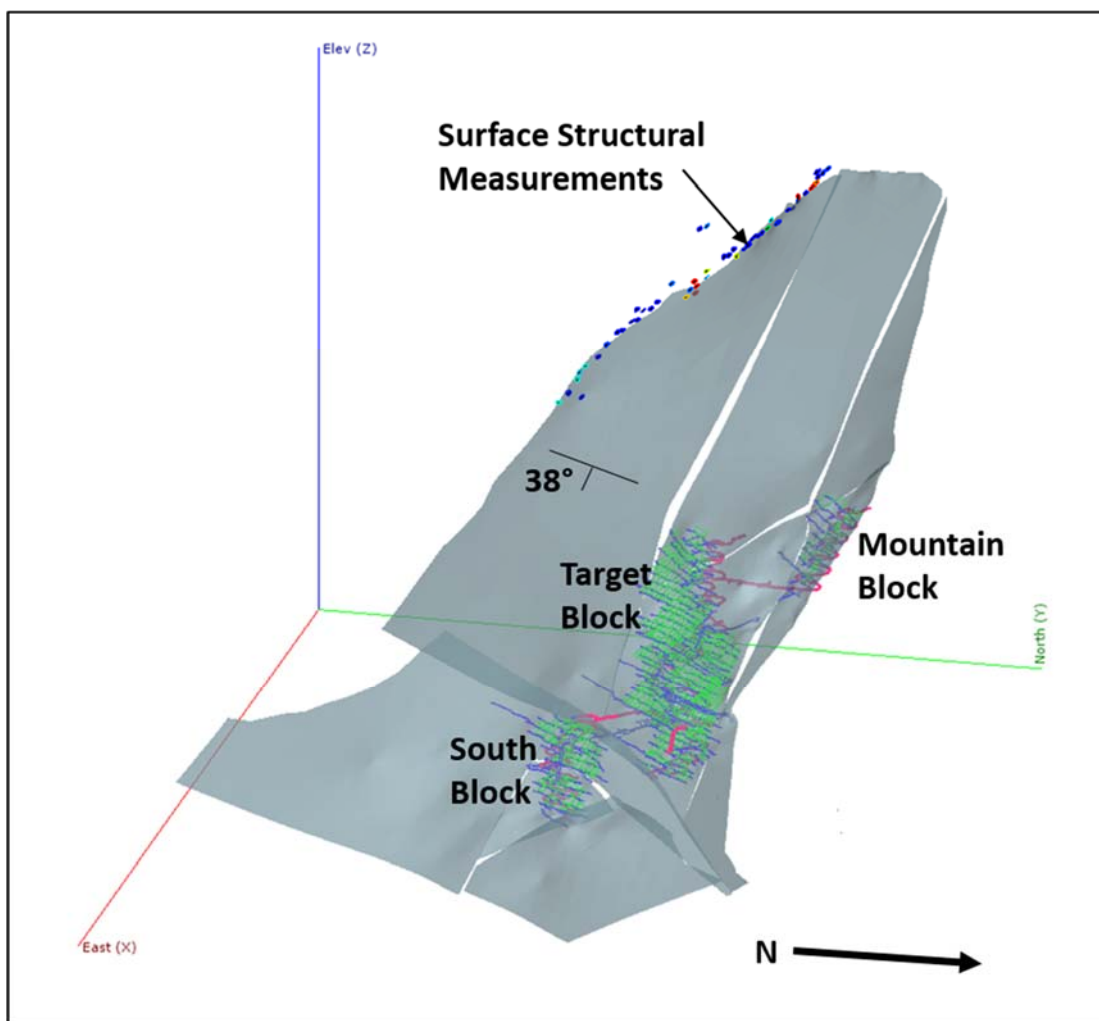 Elev (Z)
Surface Structural
Measurements
38°
Target
Block
Mountain
Block
North (Y)
South
Block
East (X)
N